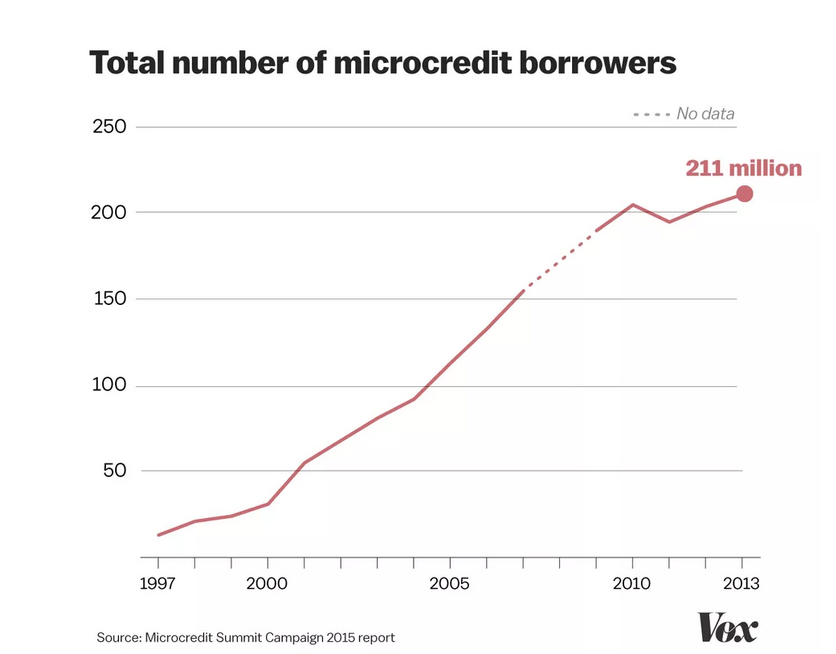 Total number of microcredit borrowers
No data
250
211 million
200
150
100
50
1997 2000 2005 2010 2013
Source: Microcredit Summit Campaign 2015 report
Vox